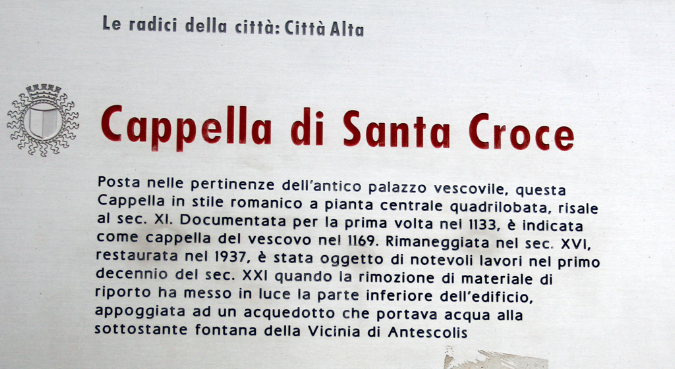 Le radici della città: Città Alta
Cappella di Santa Croce
Posta nelle pertinenze dell'antico palazzo vescovile, questa
Cappella in stile romanico a pianta centrale quadrilobata, risale
al sec. XI. Documentata per la prima volta nel 1133, è indicata
come cappella del vescovo nel 1169. Rimaneggiata nel sec. XVI,
restaurata nel 1937, è stata oggetto di notevoli lavori nel primo
decennio del sec. XXI quando la rimozione di materiale di
riporto ha messo in luce la parte inferiore dell'edificio,
appoggiata ad un acquedotto che portava acqua alla
sottostante fontana della Vicinia di Antescolis